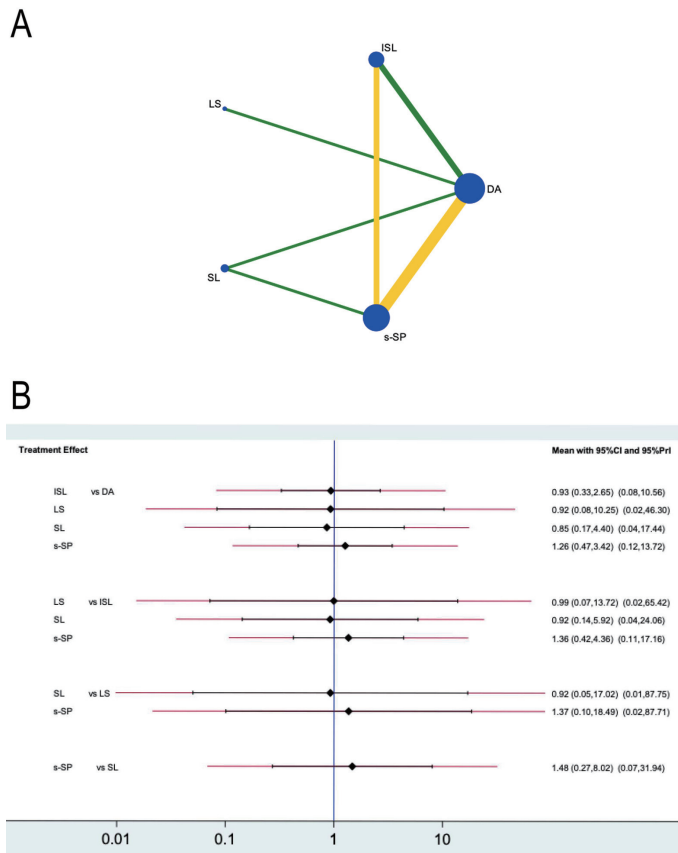 A
ISL
LS
DA
SL
s-SP
B
Treatment Effect Mean with 95%CI and 95%PrI
ISL vs DA 0.93 (0.33,2.65) (0.08,10.56)
LS 0.92 (0.08,10.25) (0.02,46.30)
SL 0.85 (0.17,4.40) (0.04,17.44)
s-SP 1.26 (0.47,3.42) (0.12,13.72)
LS vs ISL 0.99 (0.07,13.72) (0.02,65.42)
SL 0.92 (0.14,5.92) (0.04,24.06)
s-SP 1.36 (0.42,4.36) (0.11,17.16)
SL vs LS 0.92 (0.05,17.02) (0.01,87.75)
s-SP 1.37 (0.10,18.49) (0.02,87.71)
s-SP vs SL 1.48 (0.27,8.02) (0.07,31.94)
0.01 0.1 1 10